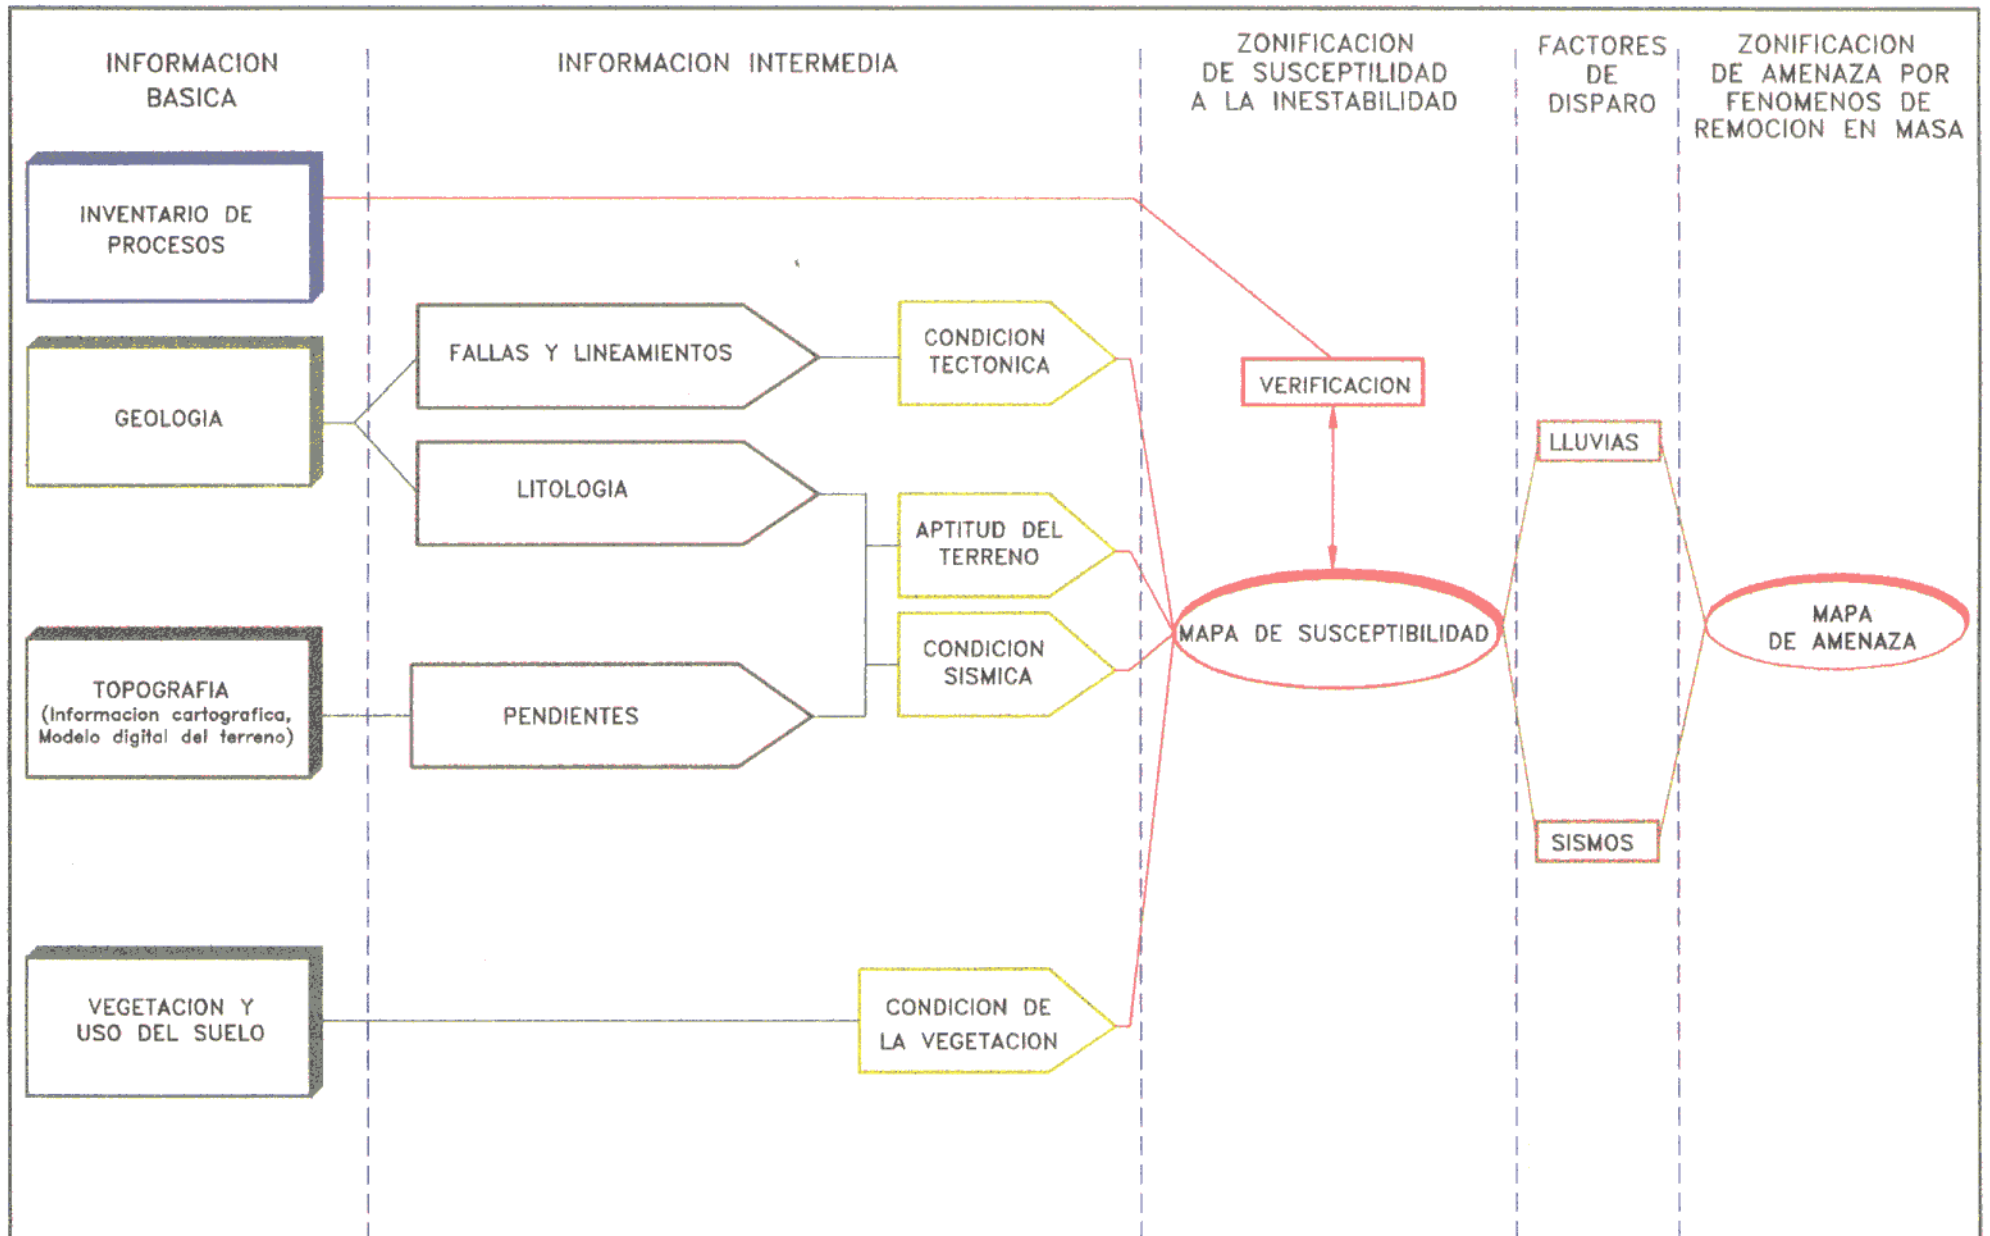 INFORMACION
BASICA
INFORMACION INTERMEDIA
ZONIFICACION
DE SUSCEPTILIDAD
A LA INESTABILIDAD
FACTORES
DE
DISPARO
ZONIFICACION
DE AMENAZA POR
FENOMENOS DE
REMOCION EN MASA
INVENTARIO DE
PROCESOS
GEOLOGIA
FALLAS Y LINEAMIENTOS
CONDICION
TECTONICA
VERIFICACION
LITOLOGIA
APTITUD DEL
TERRENO
LLUVIAS
TOPOGRAFIA
(Informacion cartografica,
Modelo digital del terreno)
PENDIENTES
CONDICION
SISMICA
MAPA DE SUSCEPTIBILIDAD
MAPA
DE AMENAZA
SISMOS
VEGETACION Y
USO DEL SUELO
CONDICION DE
LA VEGETACION